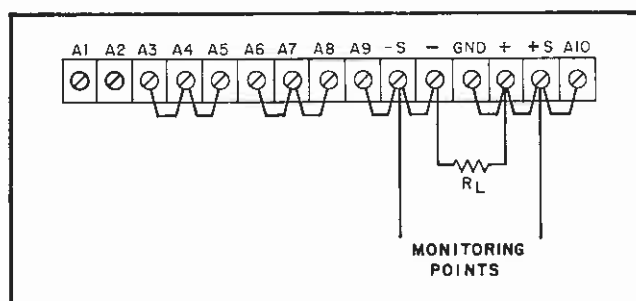 A1 A2 A3 A4 A5 A6 A7 A8 A9 -S - GND + +S A10
RL
MONITORING
POINTS